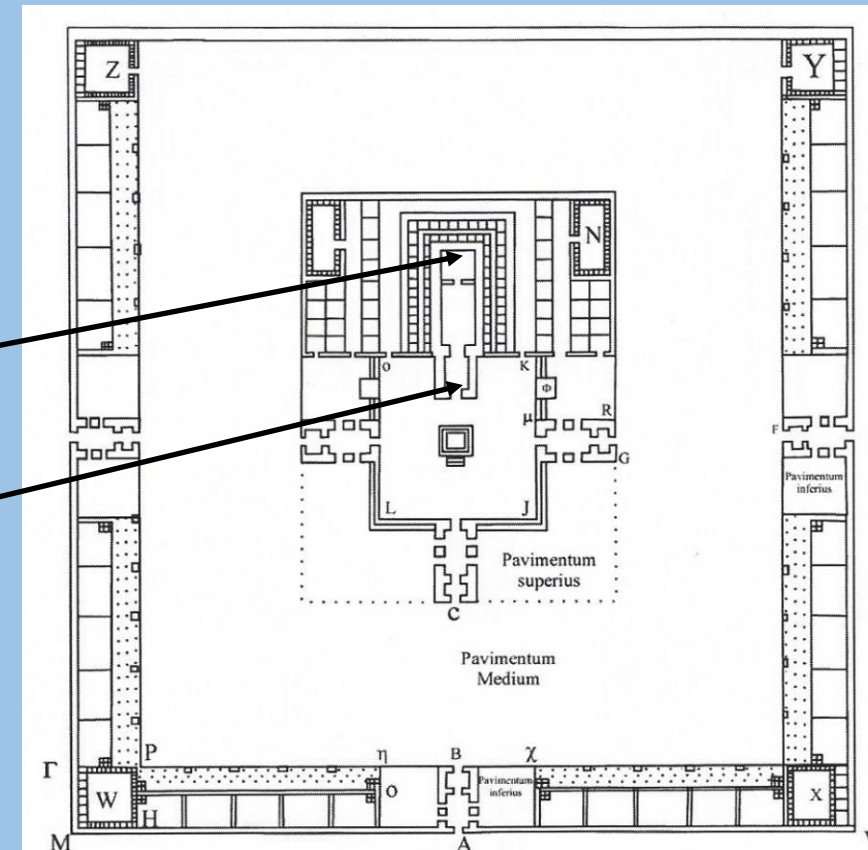 Z
Y
N
ο
K
Φ
μ
R
F
G
Pavimentum
inferius
L
J
Pavimentum
superius
C
Pavimentum
Medium
P
η
B
χ
Γ
W
ο
Pavimentum
inferius
X
H
M
A